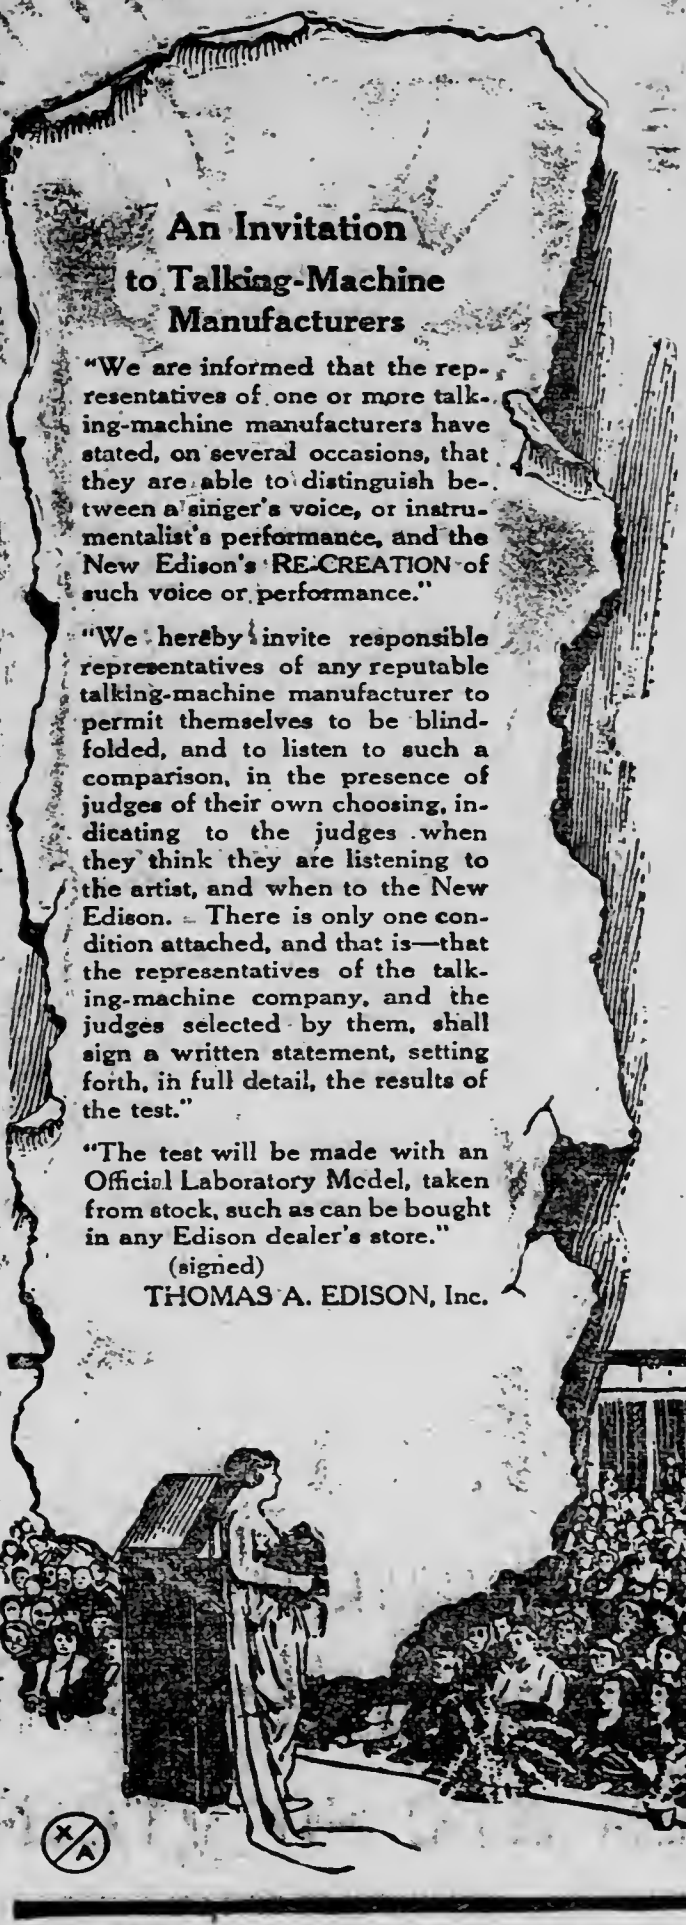 An Invitation
to Talking-Machine
Manufacturers
"We are informed that the rep-
resentatives of one or more talk-
ing-machine manufacturers have
stated, on several occasions, that
they are able to distinguish be-
tween a singer's voice, or instru-
mentalist's performance, and the
New Edison's RE-CREATION of
such voice or performance."
"We hereby invite responsible
representatives of any reputable
talking-machine manufacturer to
permit themselves to be blind-
folded, and to listen to such a
comparison, in the presence of
judges of their own choosing, in-
dicating to the judges when
they think they are listening to
the artist, and when to the New
Edison. There is only one con-
dition attached, and that is—that
the representatives of the talk-
ing-machine company, and the
judges selected by them, shall
sign a written statement, setting
forth, in full detail, the results of
the test."
"The test will be made with an
Official Laboratory Model, taken
from stock, such as can be bought
in any Edison dealer's store."
(signed)
THOMAS A. EDISON, Inc.
X/A